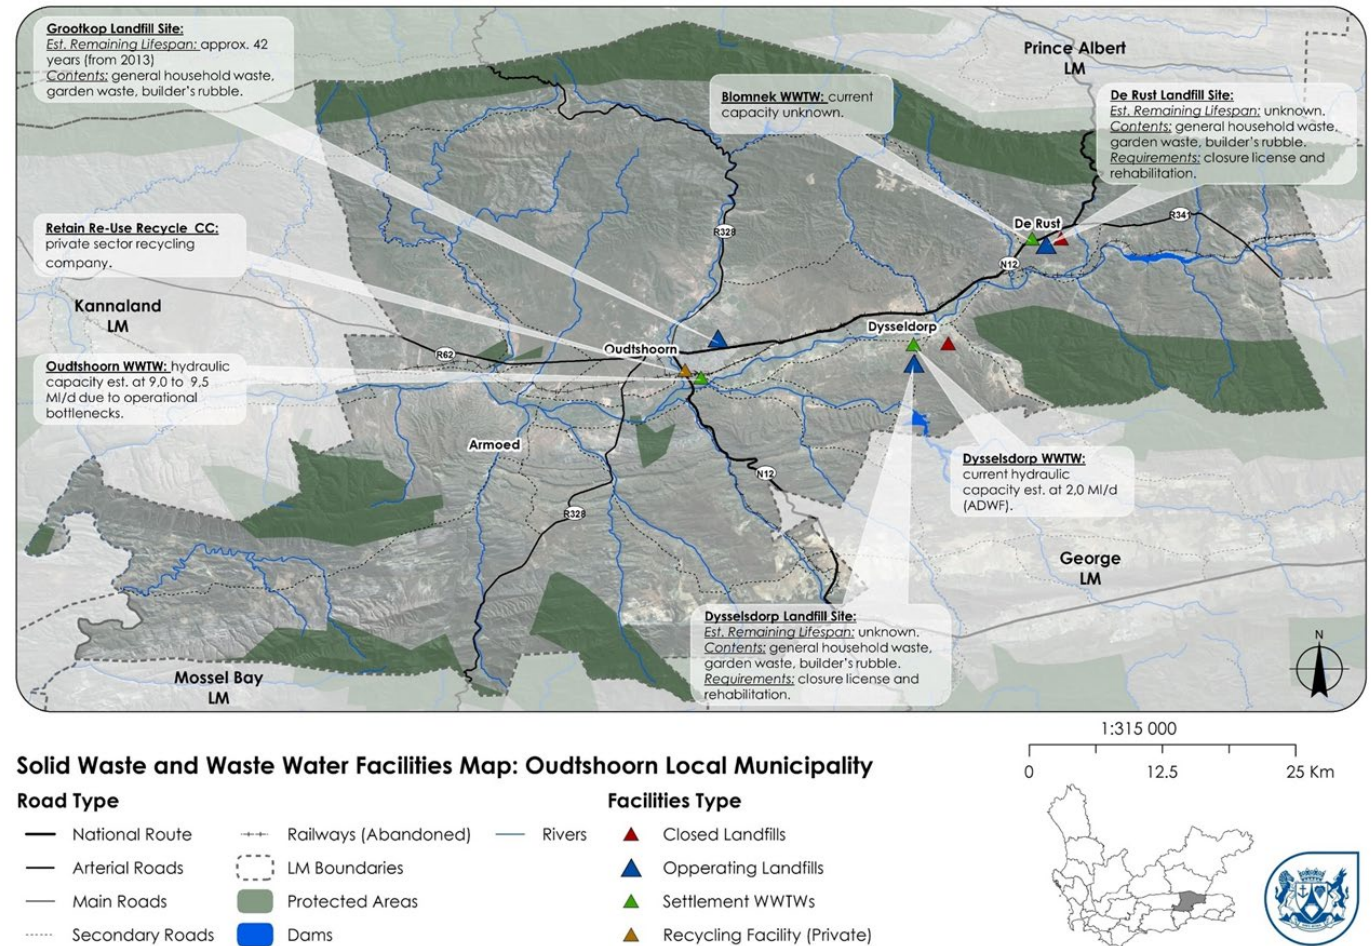 Grootkop Landfill Site:
Est. Remaining Lifespan: approx. 42
years (from 2013)
Contents: general household waste,
garden waste, builder's rubble.
Prince Albert
LM
Blomnek WWTW: current
capacity unknown.
De Rust Landfill Site:
Est. Remaining Lifespan: unknown.
Contents: general household waste,
garden waste, builder's rubble.
Requirements: closure license and
rehabilitation.
Retain Re-Use Recycle CC:
private sector recycling
company.
R328
De Rust
R341
N12
Kannaland
LM
Dysseldorp
Oudtshoorn
R62
Oudtshoorn WWTW: hydraulic
capacity est. at 9,0 to 9,5
Ml/d due to operational
bottlenecks.
Armoed
N12
Dysselsdorp WWTW:
current hydraulic
capacity est. at 2,0 Ml/d
(ADWF).
R328
George
LM
Dysselsdorp Landfill Site:
Est. Remaining Lifespan: unknown.
Contents: general household waste,
garden waste, builder's rubble.
Requirements: closure license and
rehabilitation.
Mossel Bay
LM
N
1:315 000
0 12.5 25 Km
Solid Waste and Waste Water Facilities Map: Oudtshoorn Local Municipality
Road Type
National Route
Arterial Roads
Main Roads
Secondary Roads
Railways (Abandoned)
LM Boundaries
Protected Areas
Dams
Rivers
Facilities Type
Closed Landfills
Opperating Landfills
Settlement WWTWs
Recycling Facility (Private)